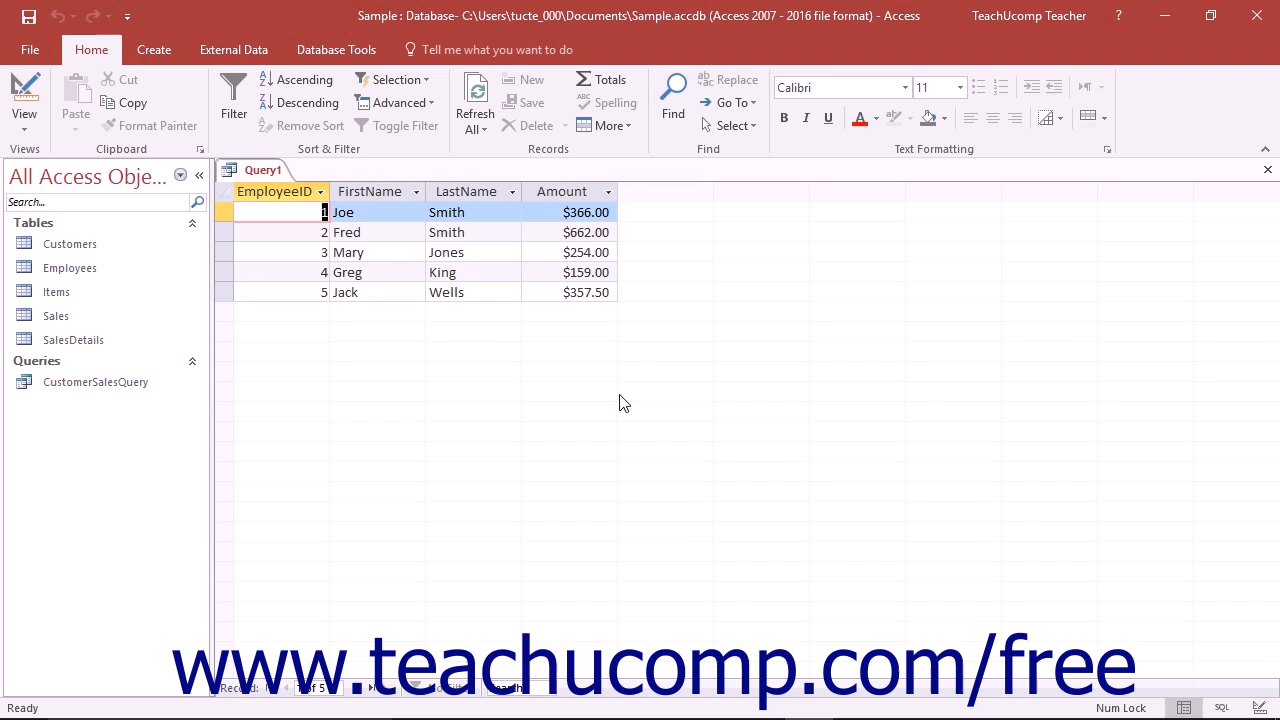 Sample : Database- C:\Users\tucte_000\Documents\Sample.accdb (Access 2007 - 2016 file format) - Access
TeachUcomp Teacher ?
File Home Create External Data Database Tools Tell me what you want to do
View
Views
Paste
Cut
Copy
Format Painter
Clipboard
Filter
Ascending
Descending
Remove Sort
Selection
Advanced
Toggle Filter
Sort & Filter
Refresh All
New
Save
Delete
Totals
Spelling
More
Records
Find
Replace
Go To
Select
Find
Calibri 11
B I U A
Text Formatting
All Access Obje...
Search...
Tables
Customers
Employees
Items
Sales
SalesDetails
Queries
CustomerSalesQuery
Query1
EmployeeID FirstName LastName Amount
1 Joe Smith $366.00
2 Fred Smith $662.00
3 Mary Jones $254.00
4 Greg King $159.00
5 Jack Wells $357.50
www.teachucomp.com/free
Record: 1 of 5 Search
Ready
Num Lock SQL